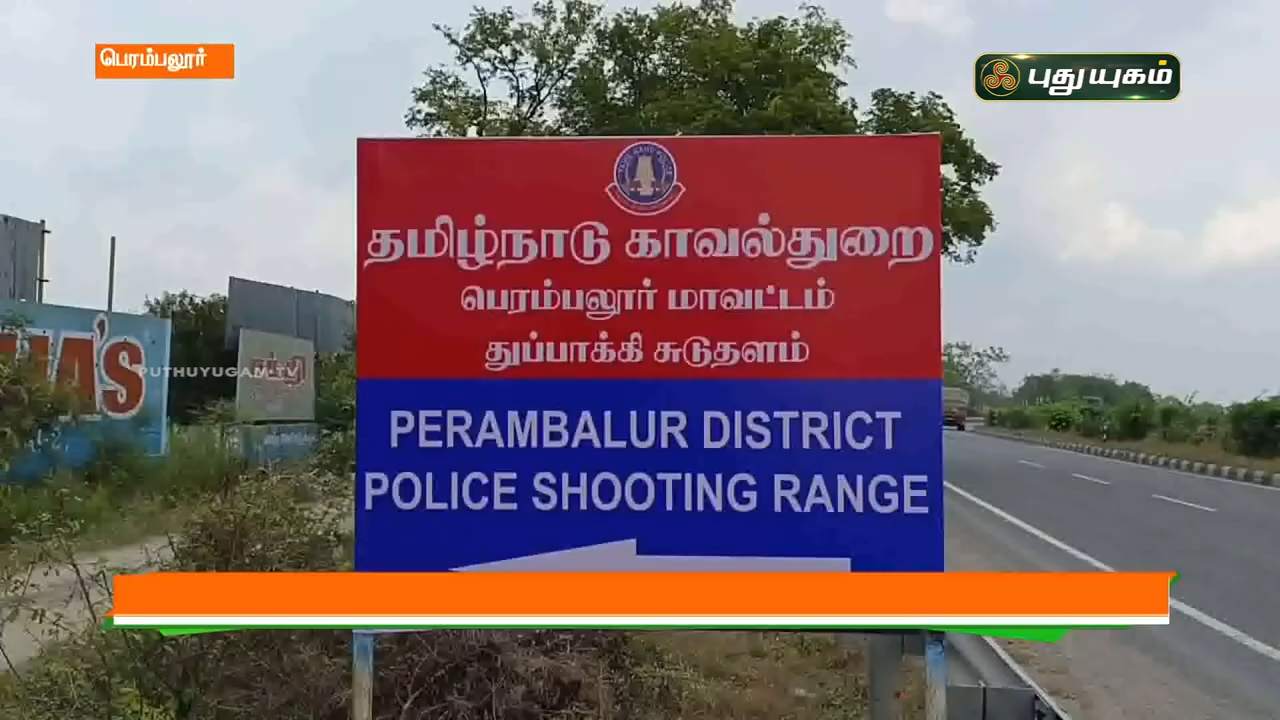 பெரம்பலூர்
புதுயுகம்
தமிழ்நாடு காவல்துறை
பெரம்பலூர் மாவட்டம்
துப்பாக்கி சுடுதளம்
PERAMBALUR DISTRICT
POLICE SHOOTING RANGE
PUTHUYUGAM TV